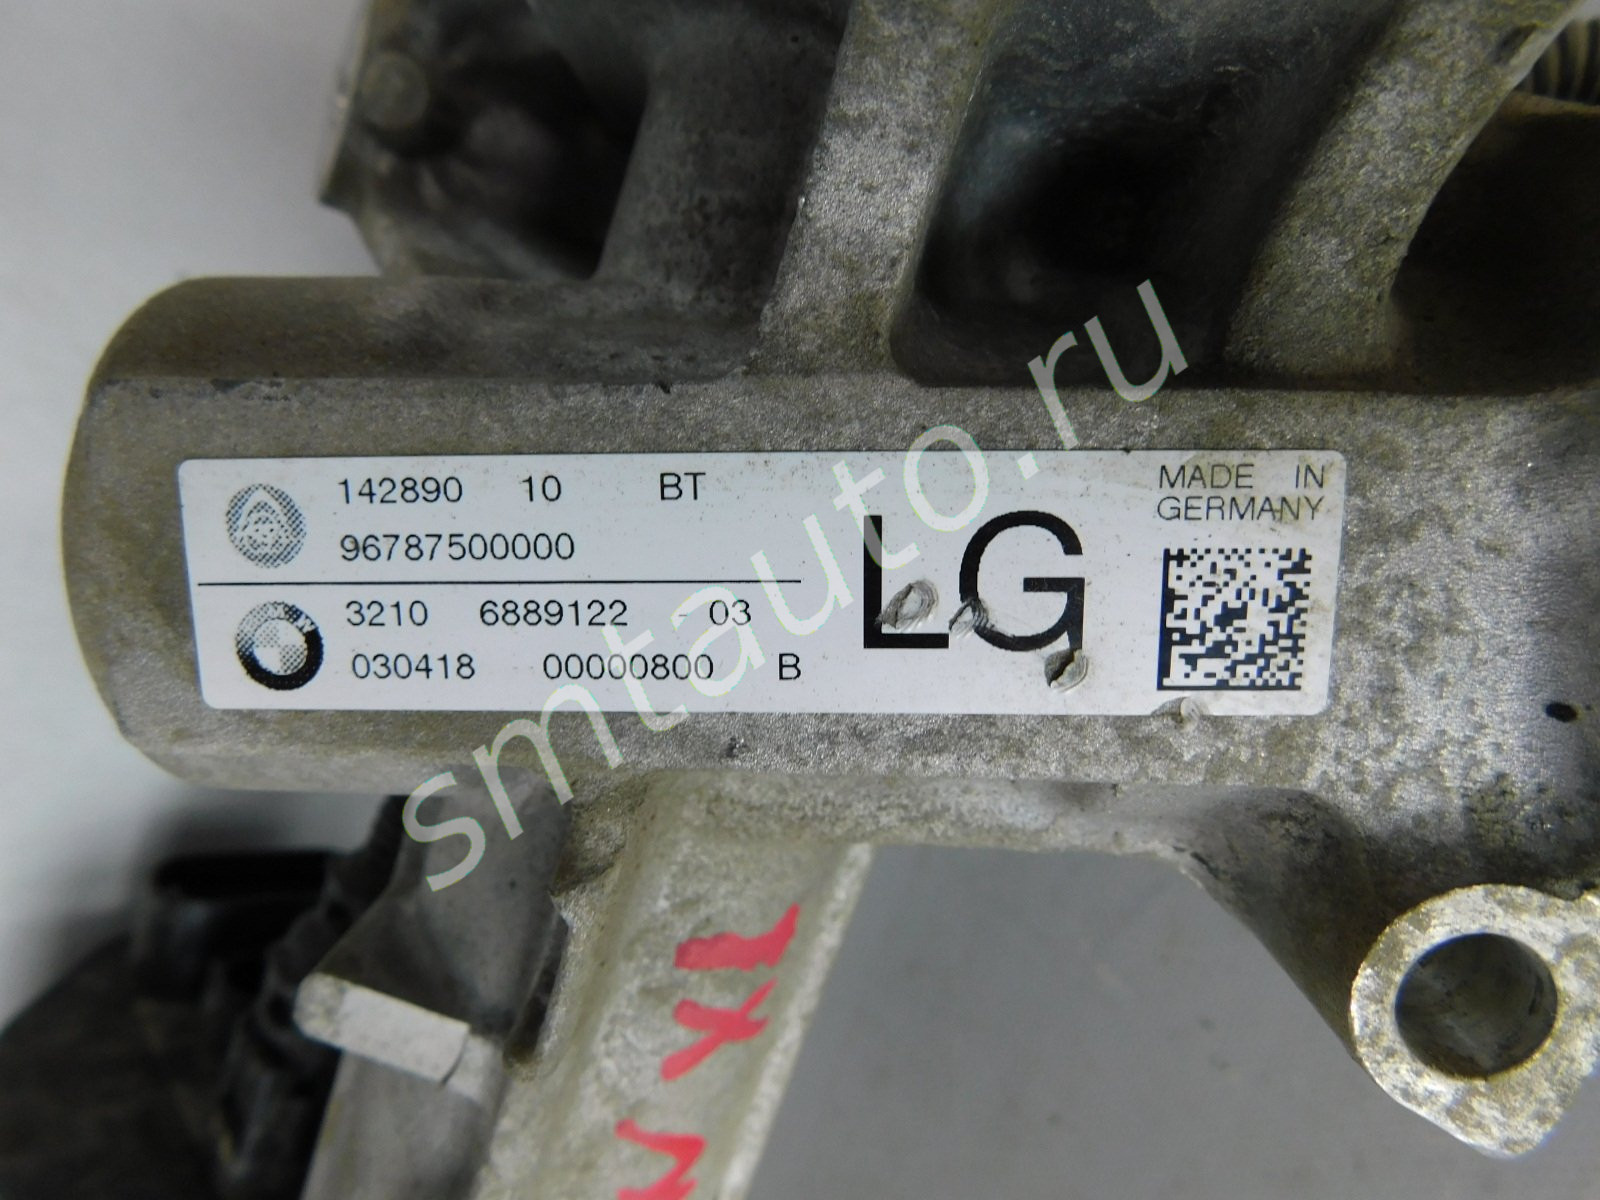 142890 10 BT
96787500000
3210 6889122 - 03
030418 00000800 B
LG
MADE IN
GERMANY
smtauto.ru